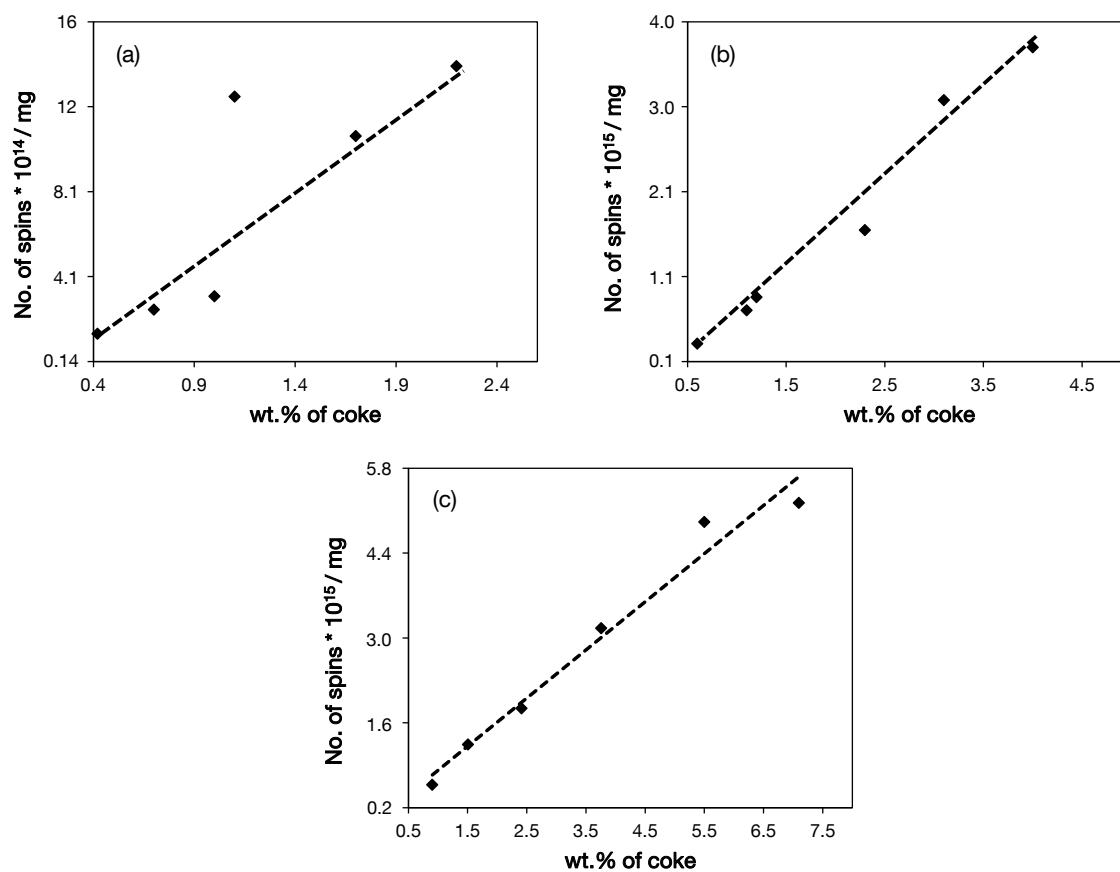 (a)
No. of spins * 10¹⁴ / mg
16
12
8.1
4.1
0.14
0.4 0.9 1.4 1.9 2.4
wt.% of coke
(b)
No. of spins * 10¹⁵ / mg
4.0
3.0
2.1
1.1
0.1
0.5 1.5 2.5 3.5 4.5
wt.% of coke
(c)
No. of spins * 10¹⁵ / mg
5.8
4.4
3.0
1.6
0.2
0.5 1.5 2.5 3.5 4.5 5.5 6.5 7.5
wt.% of coke